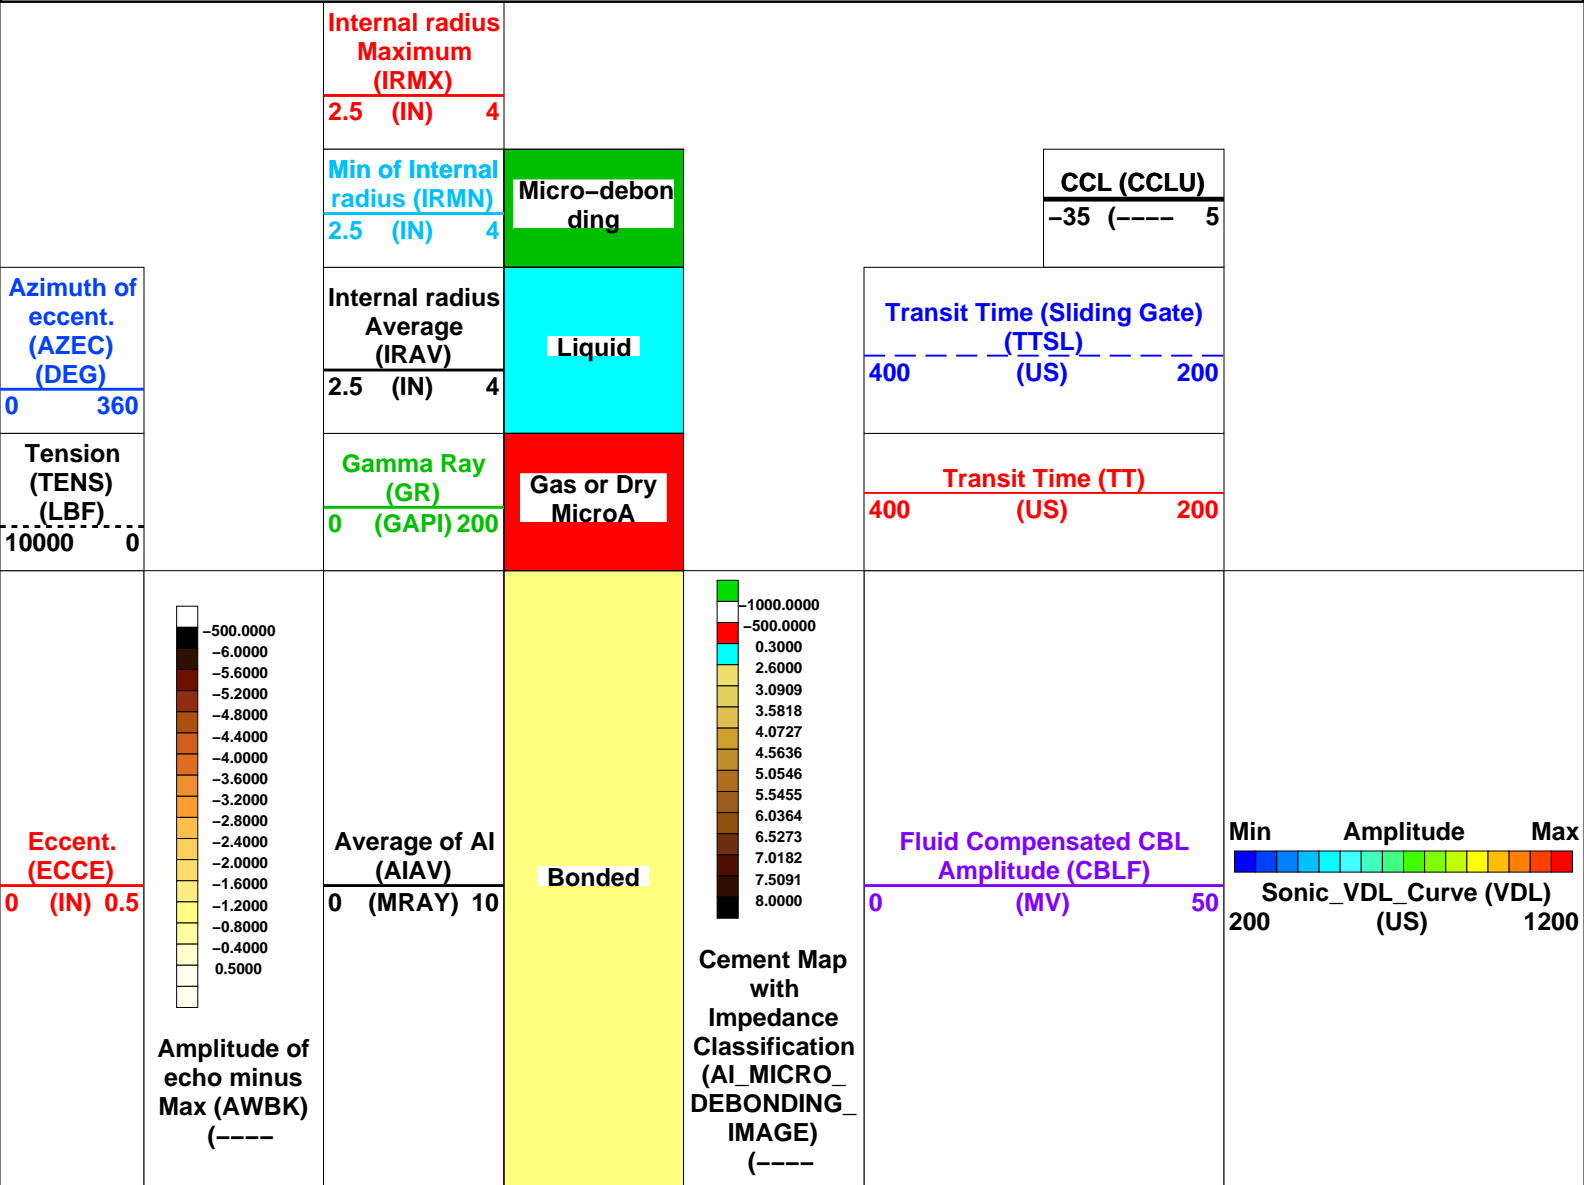 Internal radius
Maximum
(IRMX)
2.5 (IN) 4
Min of Internal
radius (IRMN)
2.5 (IN) 4
Micro−debon
ding
CCL (CCLU)
−35 (−−−− 5
Azimuth of
eccent.
(AZEC)
(DEG)
0 360
Internal radius
Average
(IRAV)
2.5 (IN) 4
Liquid
Transit Time (Sliding Gate)
(TTSL)
400 (US) 200
Tension
(TENS)
(LBF)
10000 0
Gamma Ray
(GR)
0 (GAPI) 200
Gas or Dry
MicroA
Transit Time (TT)
400 (US) 200
Eccent.
(ECCE)
0 (IN) 0.5
−500.0000
−6.0000
−5.6000
−5.2000
−4.8000
−4.4000
−4.0000
−3.6000
−3.2000
−2.8000
−2.4000
−2.0000
−1.6000
−1.2000
−0.8000
−0.4000
0.5000
Amplitude of
echo minus
Max (AWBK)
(−−−−
Average of AI
(AIAV)
0 (MRAY) 10
Bonded
−1000.0000
−500.0000
0.3000
2.6000
3.0909
3.5818
4.0727
4.5636
5.0546
5.5455
6.0364
6.5273
7.0182
7.5091
8.0000
Cement Map
with
Impedance
Classification
(AI_MICRO_
DEBONDING_
IMAGE)
(−−−−
Fluid Compensated CBL
Amplitude (CBLF)
0 (MV) 50
Min Amplitude Max
Sonic_VDL_Curve (VDL)
200 (US) 1200